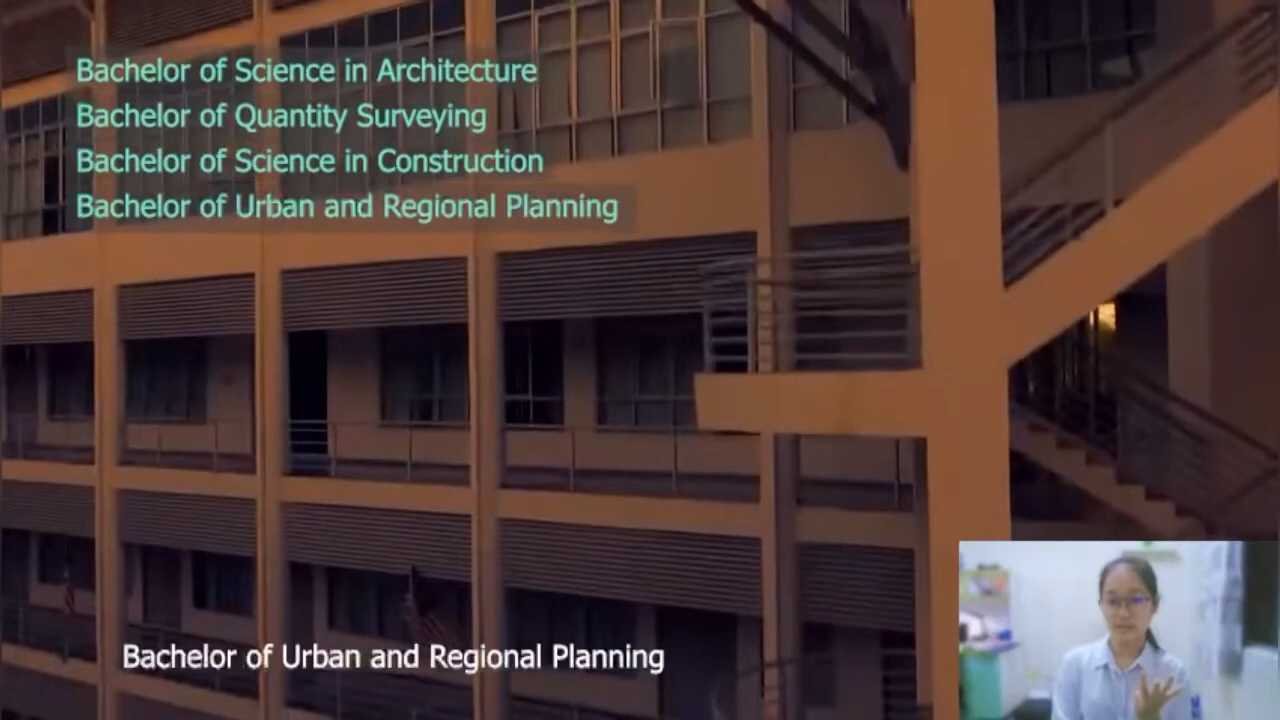 Bachelor of Science in Architecture
Bachelor of Quantity Surveying
Bachelor of Science in Construction
Bachelor of Urban and Regional Planning
Bachelor of Urban and Regional Planning